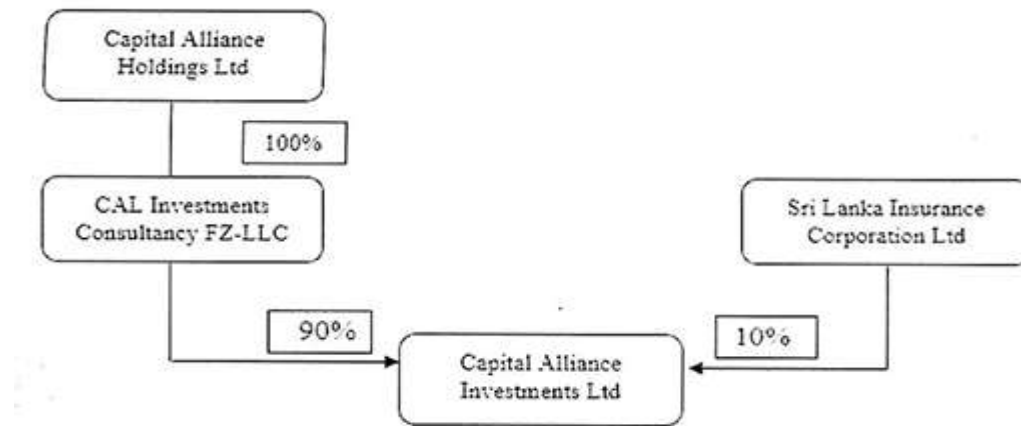 Capital Alliance
Holdings Ltd
100%
CAL Investments
Consultancy FZ-LLC
Sri Lanka Insurance
Corporation Ltd
90%
10%
Capital Alliance
Investments Ltd